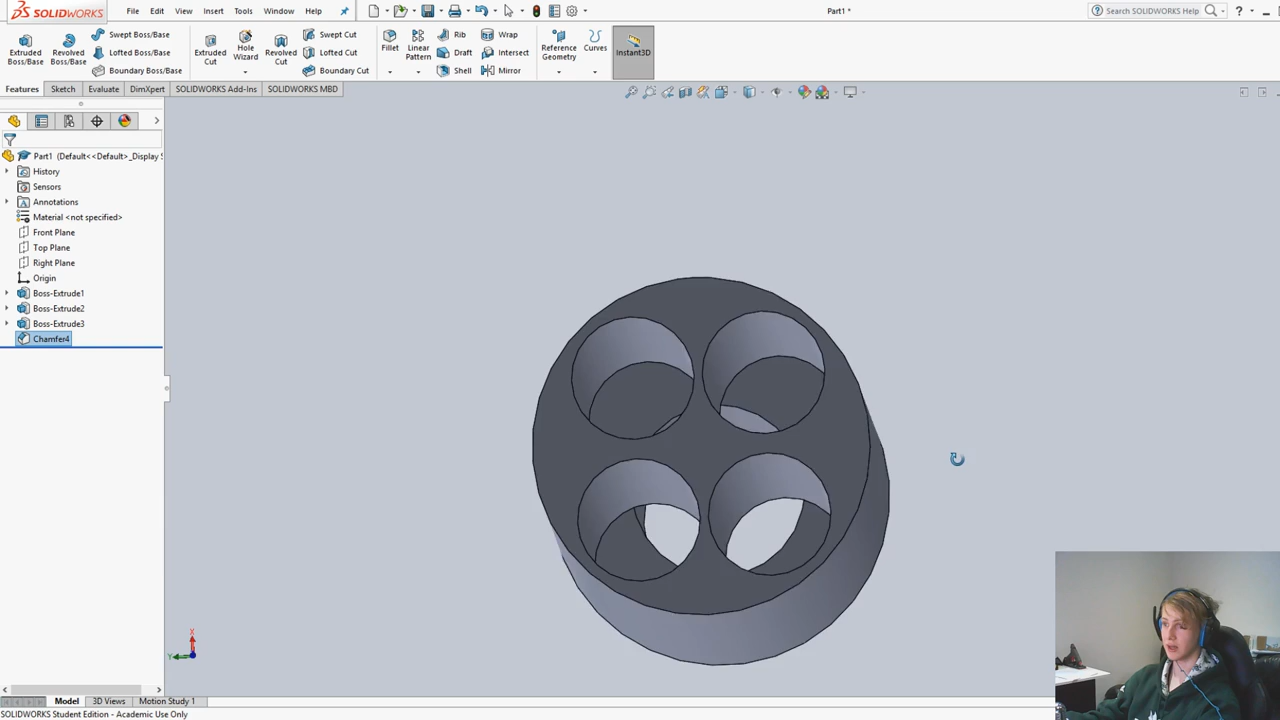 SOLIDWORKS File Edit View Insert Tools Window Help Part1 * Search SOLIDWORKS Help ?
Extruded Boss/Base
Revolved Boss/Base
Swept Boss/Base
Lofted Boss/Base
Boundary Boss/Base
Extruded Cut
Hole Wizard
Revolved Cut
Swept Cut
Lofted Cut
Boundary Cut
Fillet
Linear Pattern
Rib
Draft
Shell
Wrap
Intersect
Mirror
Reference Geometry
Curves
Instant3D
Features Sketch Evaluate DimXpert SOLIDWORKS Add-Ins SOLIDWORKS MBD
Part1 (Default<<Default>_Display S
History
Sensors
Annotations
Material <not specified>
Front Plane
Top Plane
Right Plane
Origin
Boss-Extrude1
Boss-Extrude2
Boss-Extrude3
Chamfer4
X
Y
Model 3D Views Motion Study 1
SOLIDWORKS Student Edition - Academic Use Only